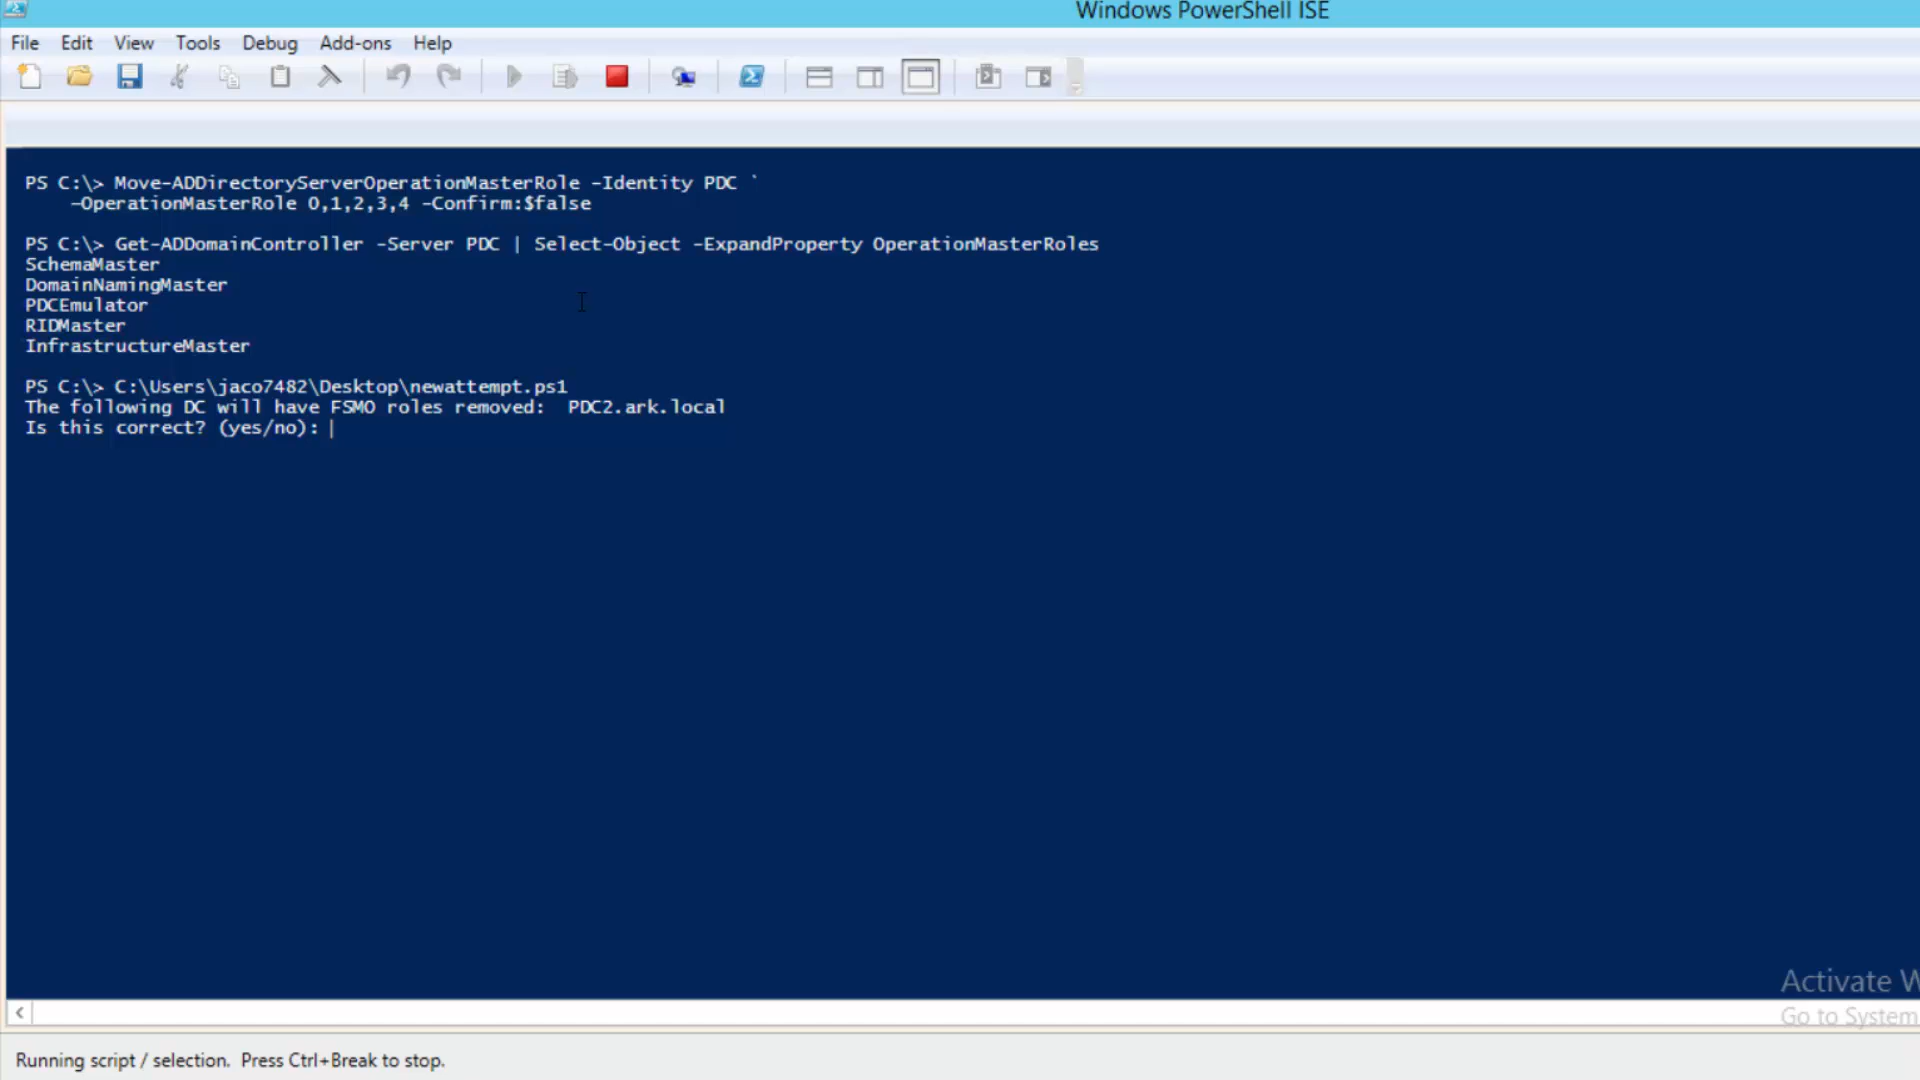 Windows PowerShell ISE
File Edit View Tools Debug Add-ons Help
PS C:\> Move-ADDirectoryServerOperationMasterRole -Identity PDC `
-OperationMasterRole 0,1,2,3,4 -Confirm:$false
PS C:\> Get-ADDomainController -Server PDC | Select-Object -ExpandProperty OperationMasterRoles
SchemaMaster
DomainNamingMaster
PDCEmulator
RIDMaster
InfrastructureMaster
PS C:\> C:\Users\jaco7482\Desktop\newattempt.ps1
The following DC will have FSMO roles removed:  PDC2.ark.local
Is this correct? (yes/no):
Activate W
Go to System
Running script / selection.  Press Ctrl+Break to stop.